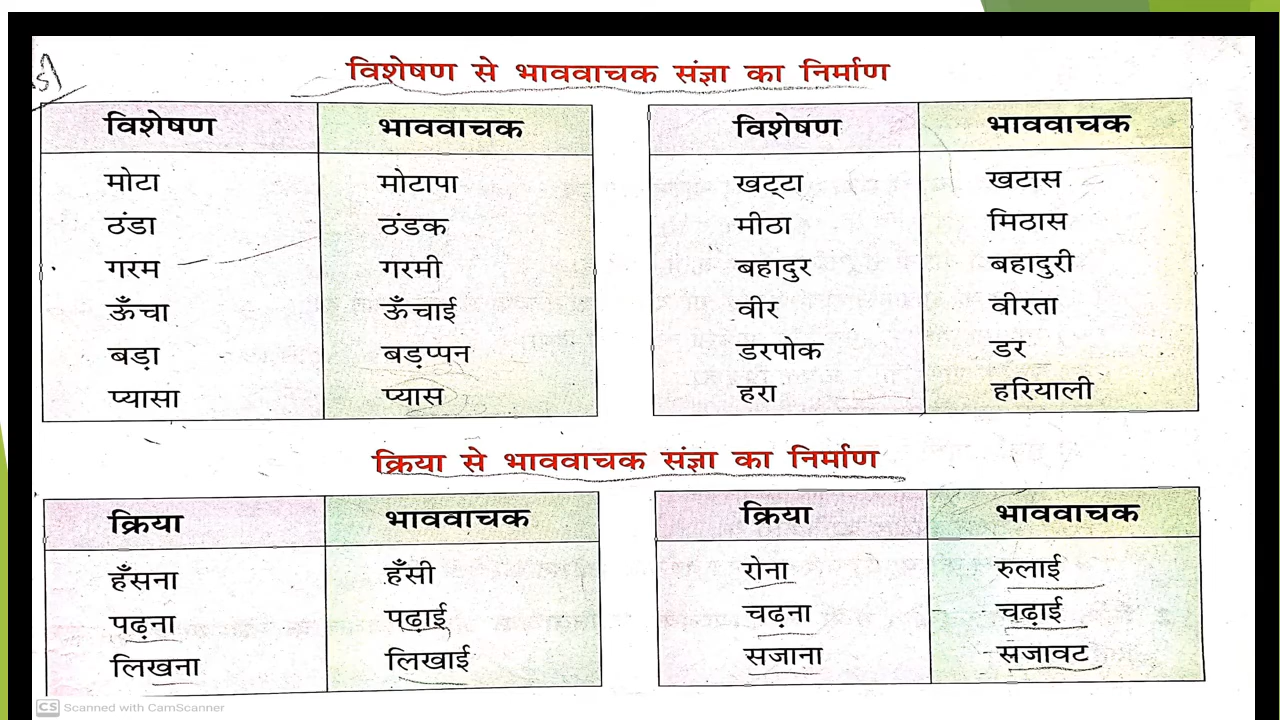 विशेषण से भाववाचक संज्ञा का निर्माण
विशेषण भाववाचक
मोटा मोटापा
ठंडा ठंडक
गरम गरमी
ऊँचा ऊँचाई
बड़ा बड़प्पन
प्यासा प्यास
विशेषण भाववाचक
खट्टा खटास
मीठा मिठास
बहादुर बहादुरी
वीर वीरता
डरपोक डर
हरा हरियाली
क्रिया से भाववाचक संज्ञा का निर्माण
क्रिया भाववाचक
हँसना हँसी
पढ़ना पढ़ाई
लिखना लिखाई
क्रिया भाववाचक
रोना रुलाई
चढ़ना चढ़ाई
सजाना सजावट
CS Scanned with CamScanner